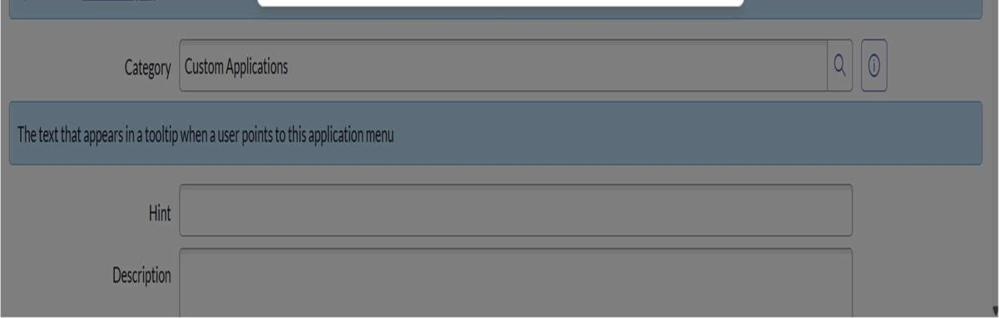 Category
Custom Applications
The text that appears in a tooltip when a user points to this application menu
Hint
Description